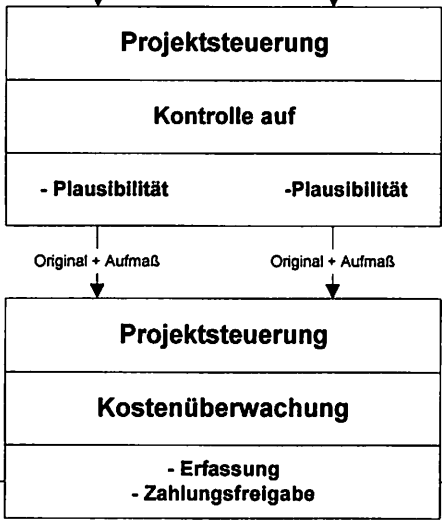 Projektsteuerung
Kontrolle auf
- Plausibilität -Plausibilität
Original + Aufmaß Original + Aufmaß
Projektsteuerung
Kostenüberwachung
- Erfassung
- Zahlungsfreigabe